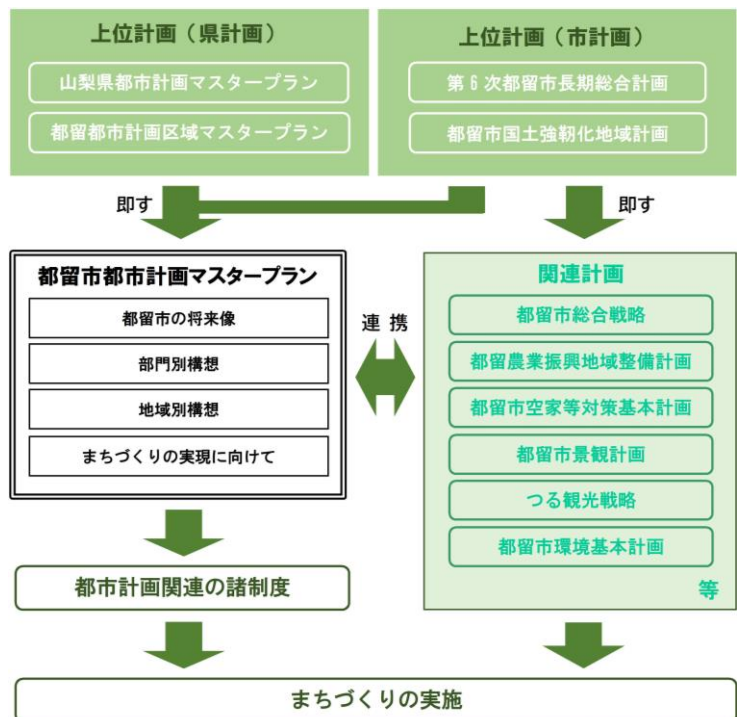 上位計画（県計画）
山梨県都市計画マスタープラン
都留都市計画区域マスタープラン
上位計画（市計画）
第6次都留市長期総合計画
都留市国土強靭化地域計画
即す
即す
都留市都市計画マスタープラン
都留市の将来像
部門別構想
地域別構想
まちづくりの実現に向けて
連携
関連計画
都留市総合戦略
都留農業振興地域整備計画
都留市空家等対策基本計画
都留市景観計画
つる観光戦略
都留市環境基本計画
等
都市計画関連の諸制度
まちづくりの実施